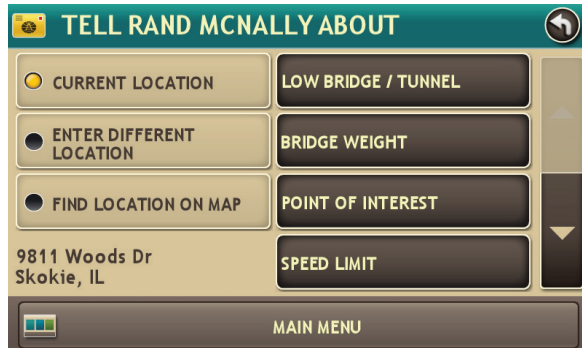 TELL RAND MCNALLY ABOUT
CURRENT LOCATION
ENTER DIFFERENT
LOCATION
FIND LOCATION ON MAP
9811 Woods Dr
Skokie, IL
LOW BRIDGE / TUNNEL
BRIDGE WEIGHT
POINT OF INTEREST
SPEED LIMIT
MAIN MENU